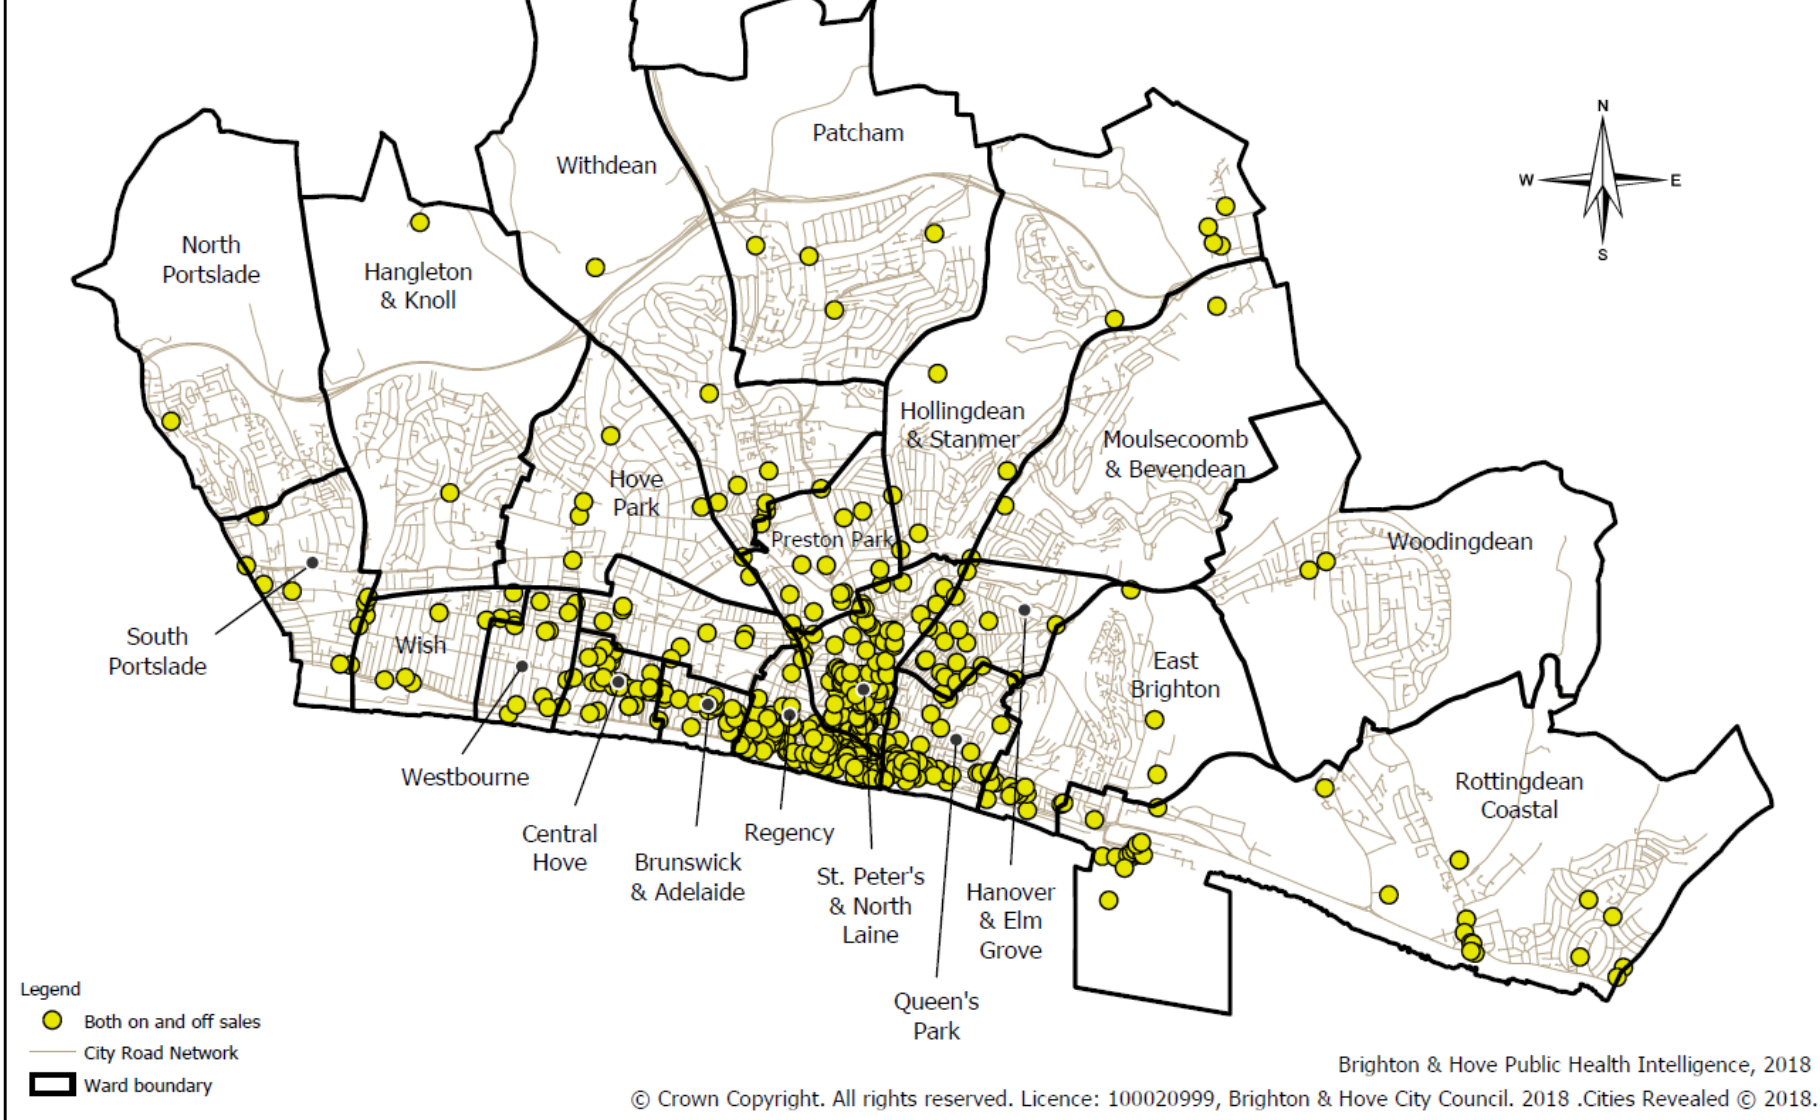 N
W
E
S
Patcham
Withdean
North
Portslade
Hangleton
& Knoll
Hollingdean
& Stanmer
Moulsecoomb
& Bevendean
Hove
Park
Preston Park
Woodingdean
South
Portslade
Wish
East
Brighton
Westbourne
Rottingdean
Coastal
Central
Hove
Regency
Brunswick
& Adelaide
St. Peter's
& North
Laine
Hanover
& Elm
Grove
Queen's
Park
Legend
Both on and off sales
City Road Network
Ward boundary
Brighton & Hove Public Health Intelligence, 2018
© Crown Copyright. All rights reserved. Licence: 100020999, Brighton & Hove City Council. 2018 .Cities Revealed © 2018.